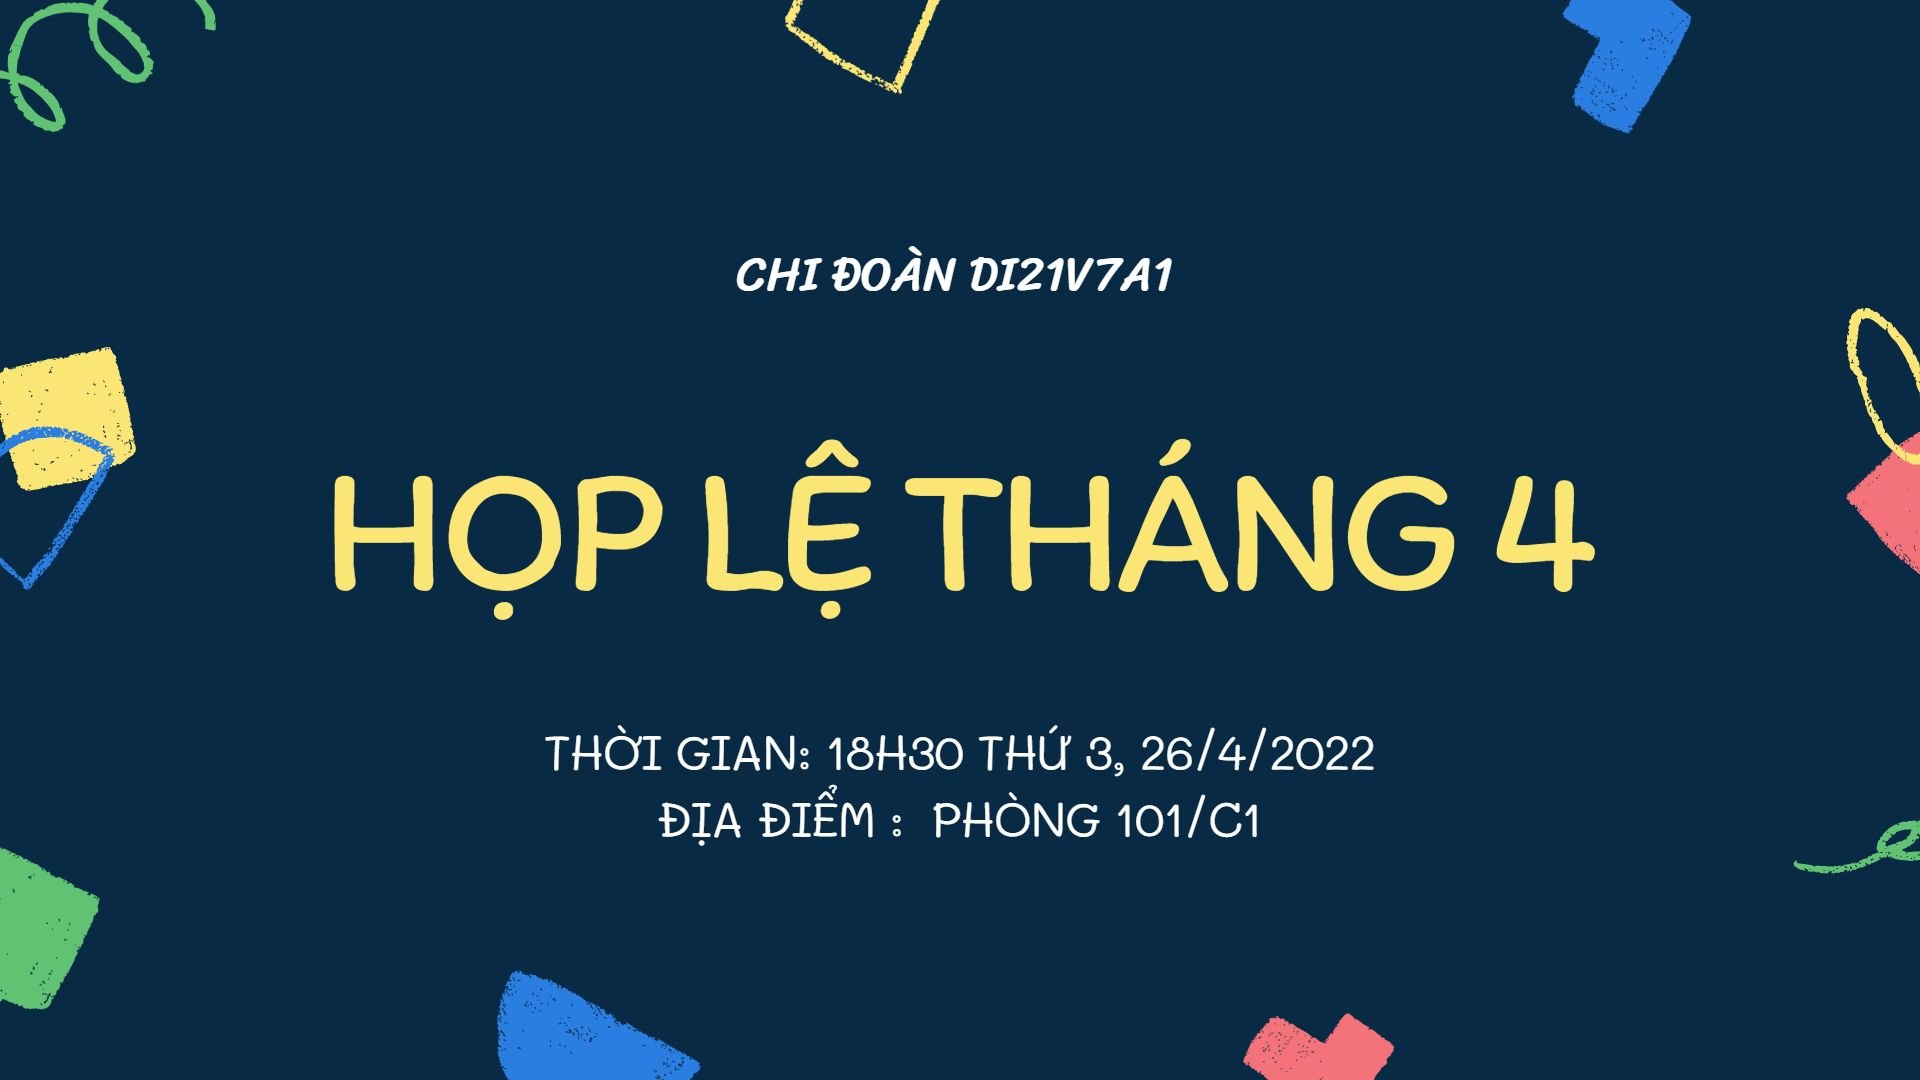 CHI ĐOÀN DI21V7A1
HỌP LỆ THÁNG 4
THỜI GIAN: 18H30 THỨ 3, 26/4/2022
ĐỊA ĐIỂM : PHÒNG 101/C1